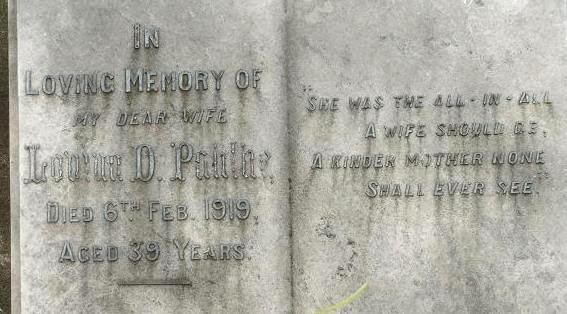 IN
LOVING MEMORY OF
MY DEAR WIFE
D.
DIED 6TH FEB. 1919,
AGED 39 YEARS.
"SHE WAS THE ALL-IN-ALL
A WIFE SHOULD BE,
A KINDER MOTHER NONE
SHALL EVER SEE."